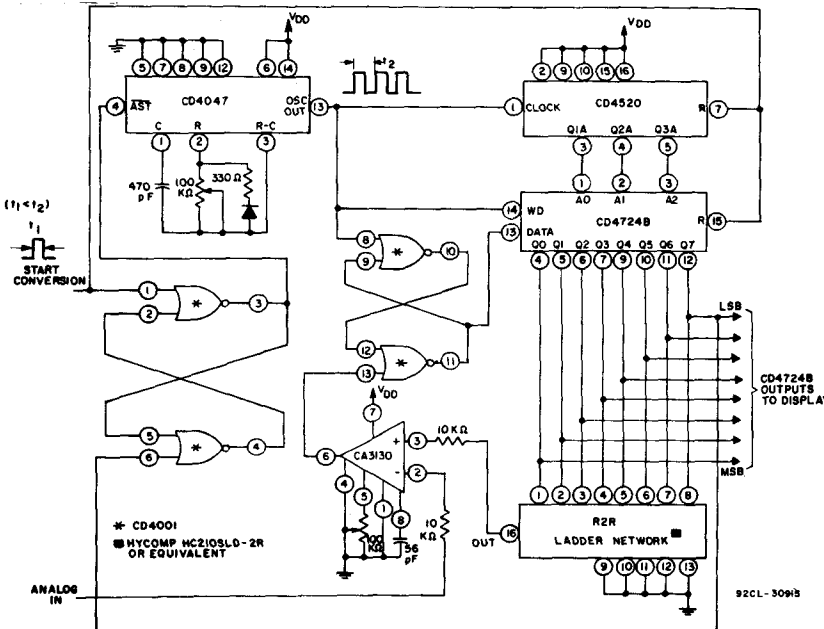 VDD
VDD
5 7 8 9 12 6 14
2 9 10 15 16
t2
4 AST CD4047 OSC OUT 13
1 CLOCK CD4520 R 7
C R R-C
Q1A Q2A Q3A
1 2 3
3 4 5
470 pF
100 KΩ
330Ω
1 2 3
A0 A1 A2
14 WD CD4724B R 15
13 DATA
Q0 Q1 Q2 Q3 Q4 Q5 Q6 Q7
4 5 6 7 9 10 11 12
(t1<t2)
t1
START CONVERSION
8 * 10
9
1 * 3
2
12 * 11
13
LSB
CD4724B OUTPUTS TO DISPLAY
MSB
5 * 4
6
VDD
7
6 CA3130 + 3 10KΩ
- 2
4 5 1 8
100 KΩ
56 pF
10 KΩ
1 2 3 4 5 6 7 8
16 OUT
R2R LADDER NETWORK ■
9 10 11 12 13
* CD4001
■ HYCOMP HC210SLD-2R OR EQUIVALENT
ANALOG IN
92CL-30915